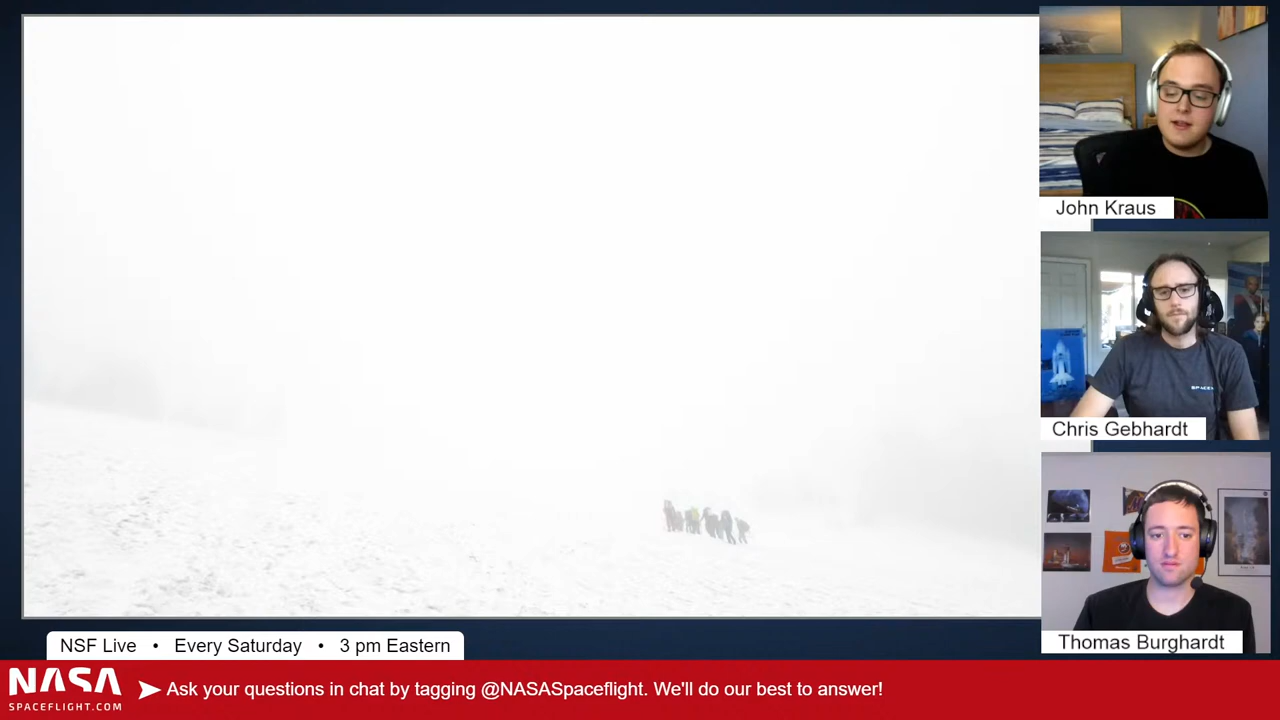 John Kraus
Chris Gebhardt
Thomas Burghardt
NSF Live • Every Saturday • 3 pm Eastern
NASA
SPACEFLIGHT.COM
Ask your questions in chat by tagging @NASASpaceflight. We'll do our best to answer!